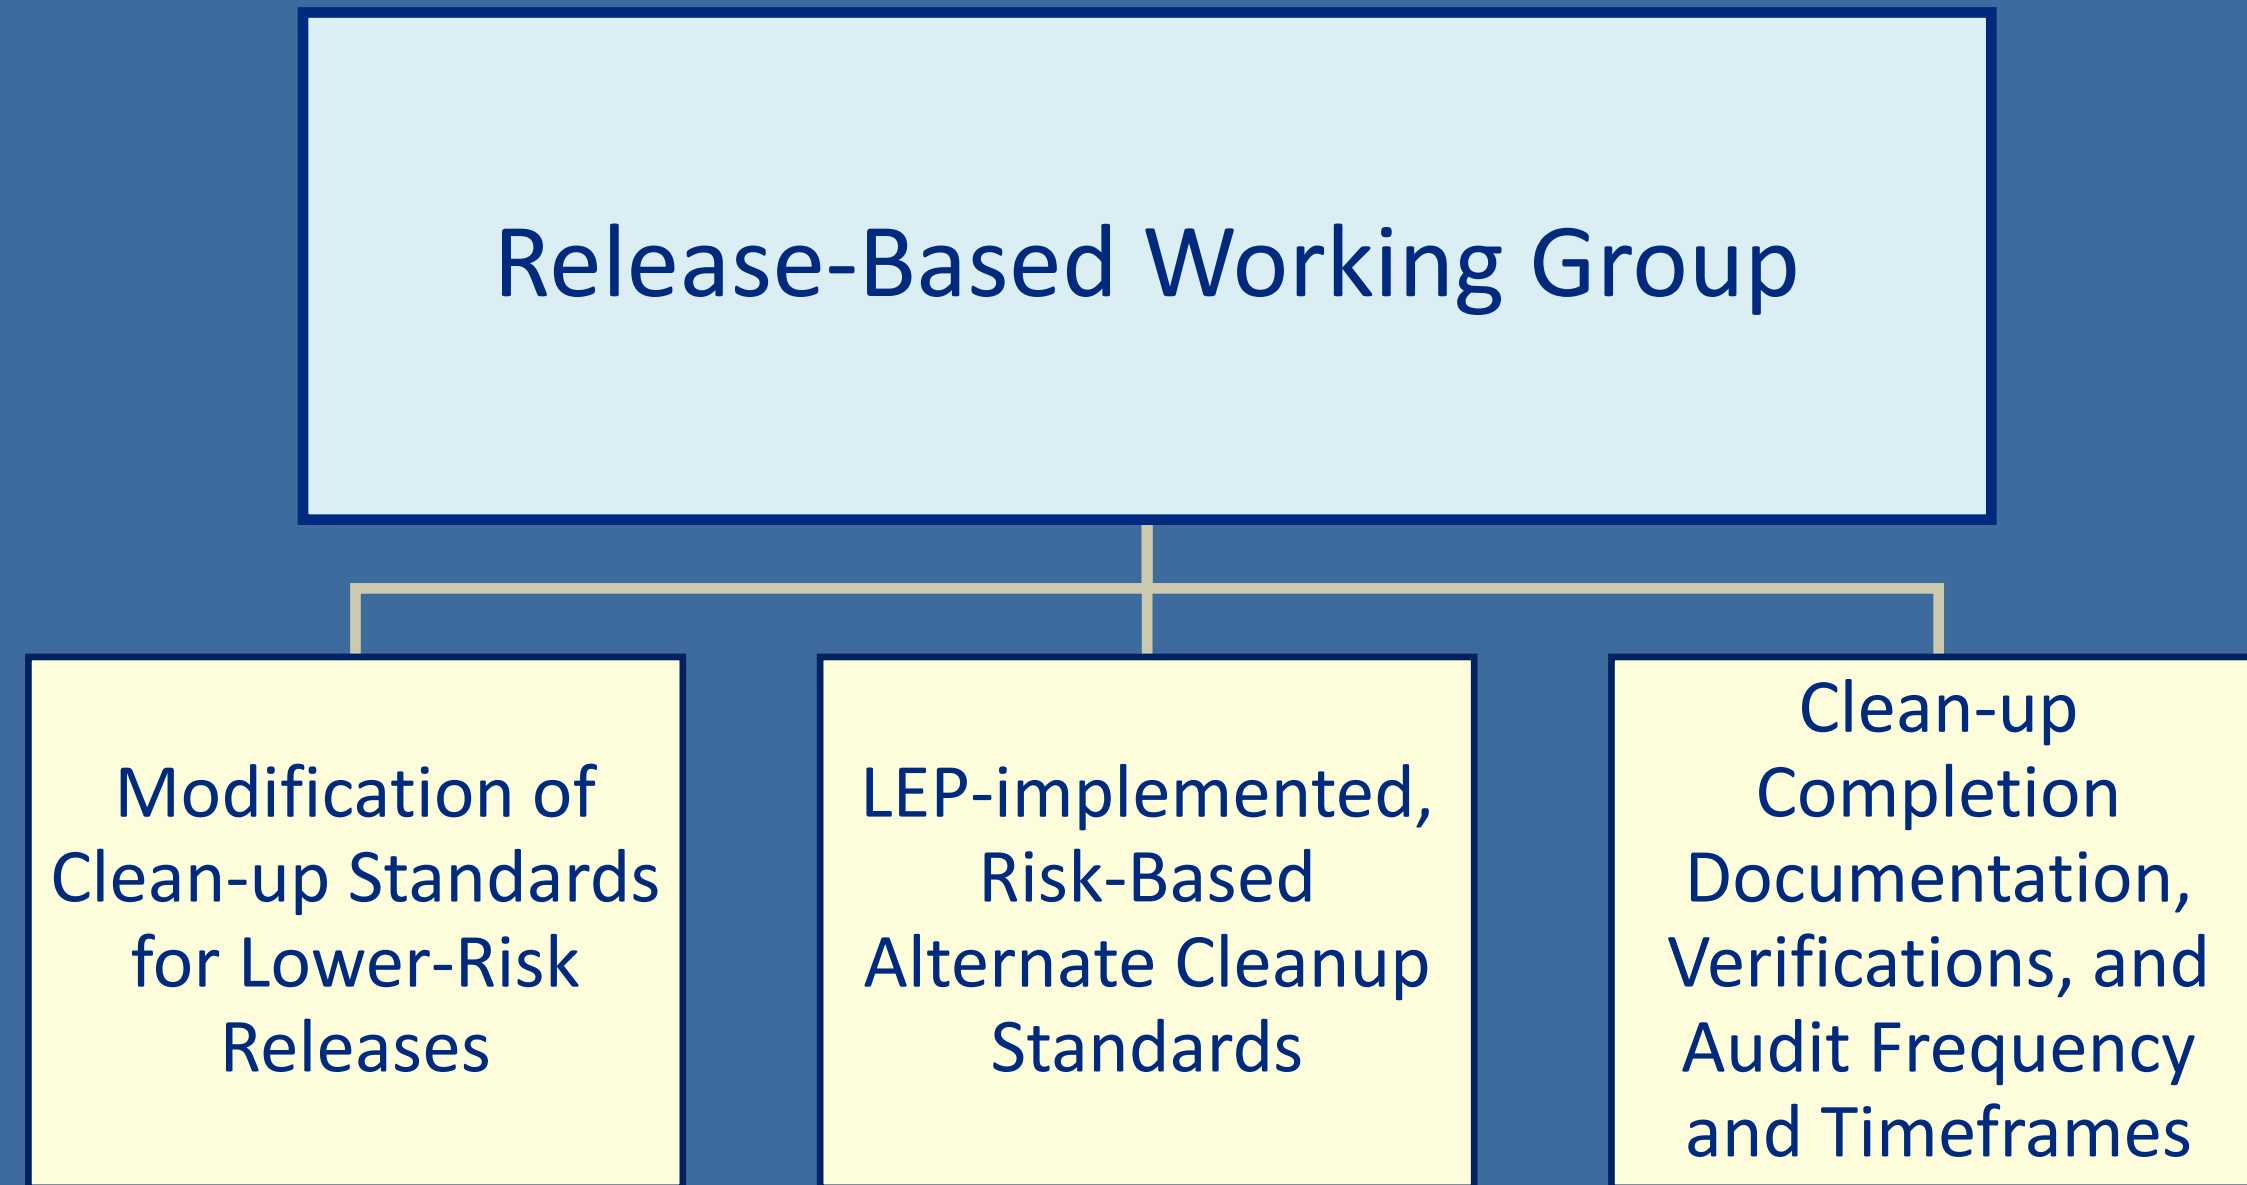 Release-Based Working Group
Modification of
Clean-up Standards
for Lower-Risk
Releases
LEP-implemented,
Risk-Based
Alternate Cleanup
Standards
Clean-up
Completion
Documentation,
Verifications, and
Audit Frequency
and Timeframes